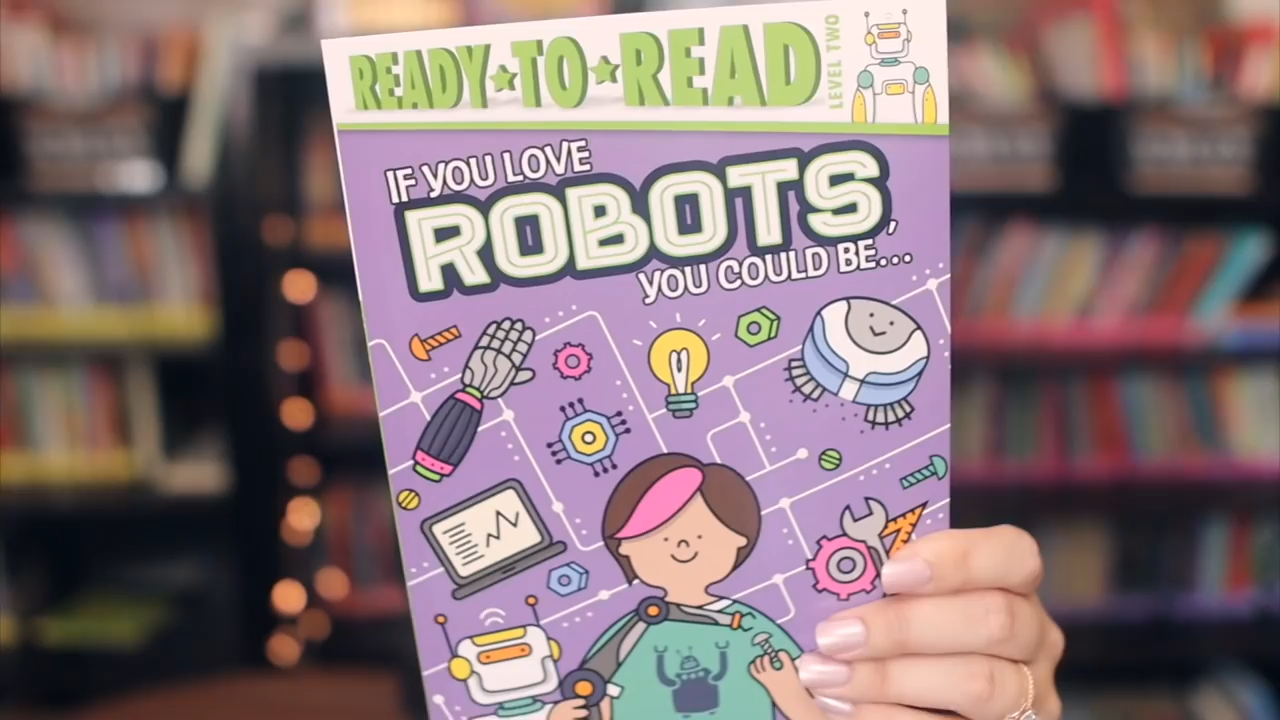 READY★TO★READ
LEVEL TWO
IF YOU LOVE
ROBOTS,
YOU COULD BE...